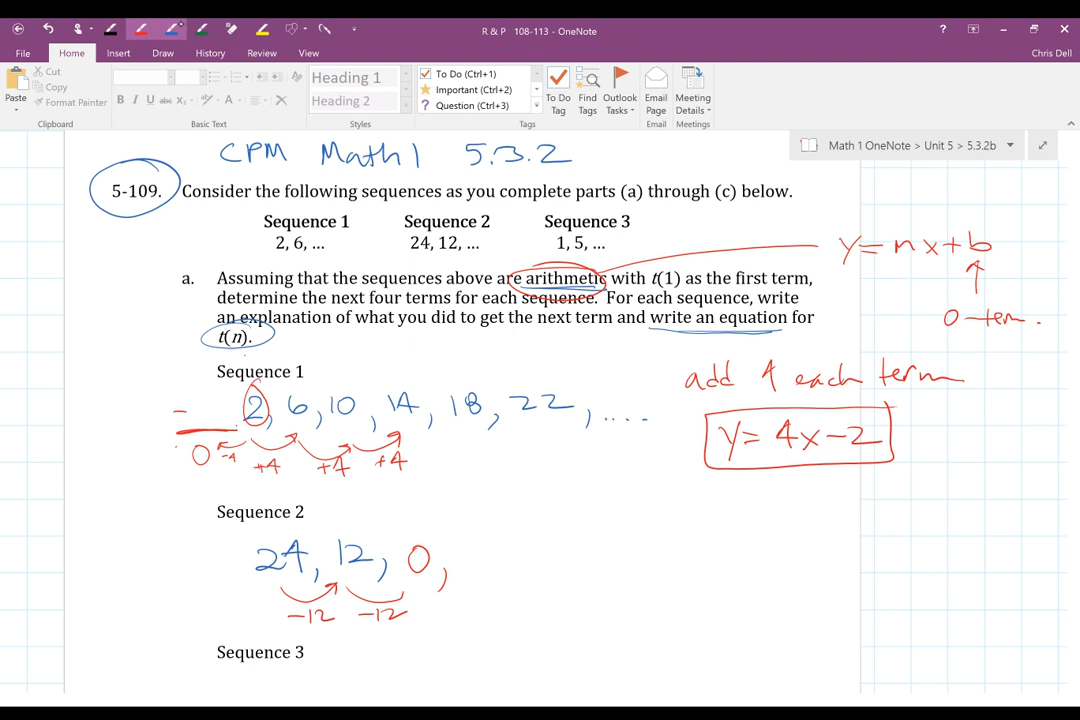 R & P 108-113 - OneNote
Chris Dell
File Home Insert Draw History Review View
Paste
Cut
Copy
Format Painter
Clipboard
B I U abc X₂ A
Basic Text
Heading 1
Heading 2
Styles
To Do (Ctrl+1)
Important (Ctrl+2)
Question (Ctrl+3)
Tags
To Do Tag
Find Tags
Outlook Tasks
Email Page
Email
Meeting Details
Meetings
Math 1 OneNote > Unit 5 > 5.3.2b
CPM Math 1 5.3.2
5-109. Consider the following sequences as you complete parts (a) through (c) below.
Sequence 1 Sequence 2 Sequence 3
2, 6, ... 24, 12, ... 1, 5, ...
y = mx + b
0-term.
a. Assuming that the sequences above are arithmetic with t(1) as the first term,
determine the next four terms for each sequence. For each sequence, write
an explanation of what you did to get the next term and write an equation for
t(n).
Sequence 1
add 4 each term
2, 6, 10, 14, 18, 22, ....
y = 4x - 2
0 -4 +4 +4 +4
Sequence 2
24, 12, 0,
-12 -12
Sequence 3